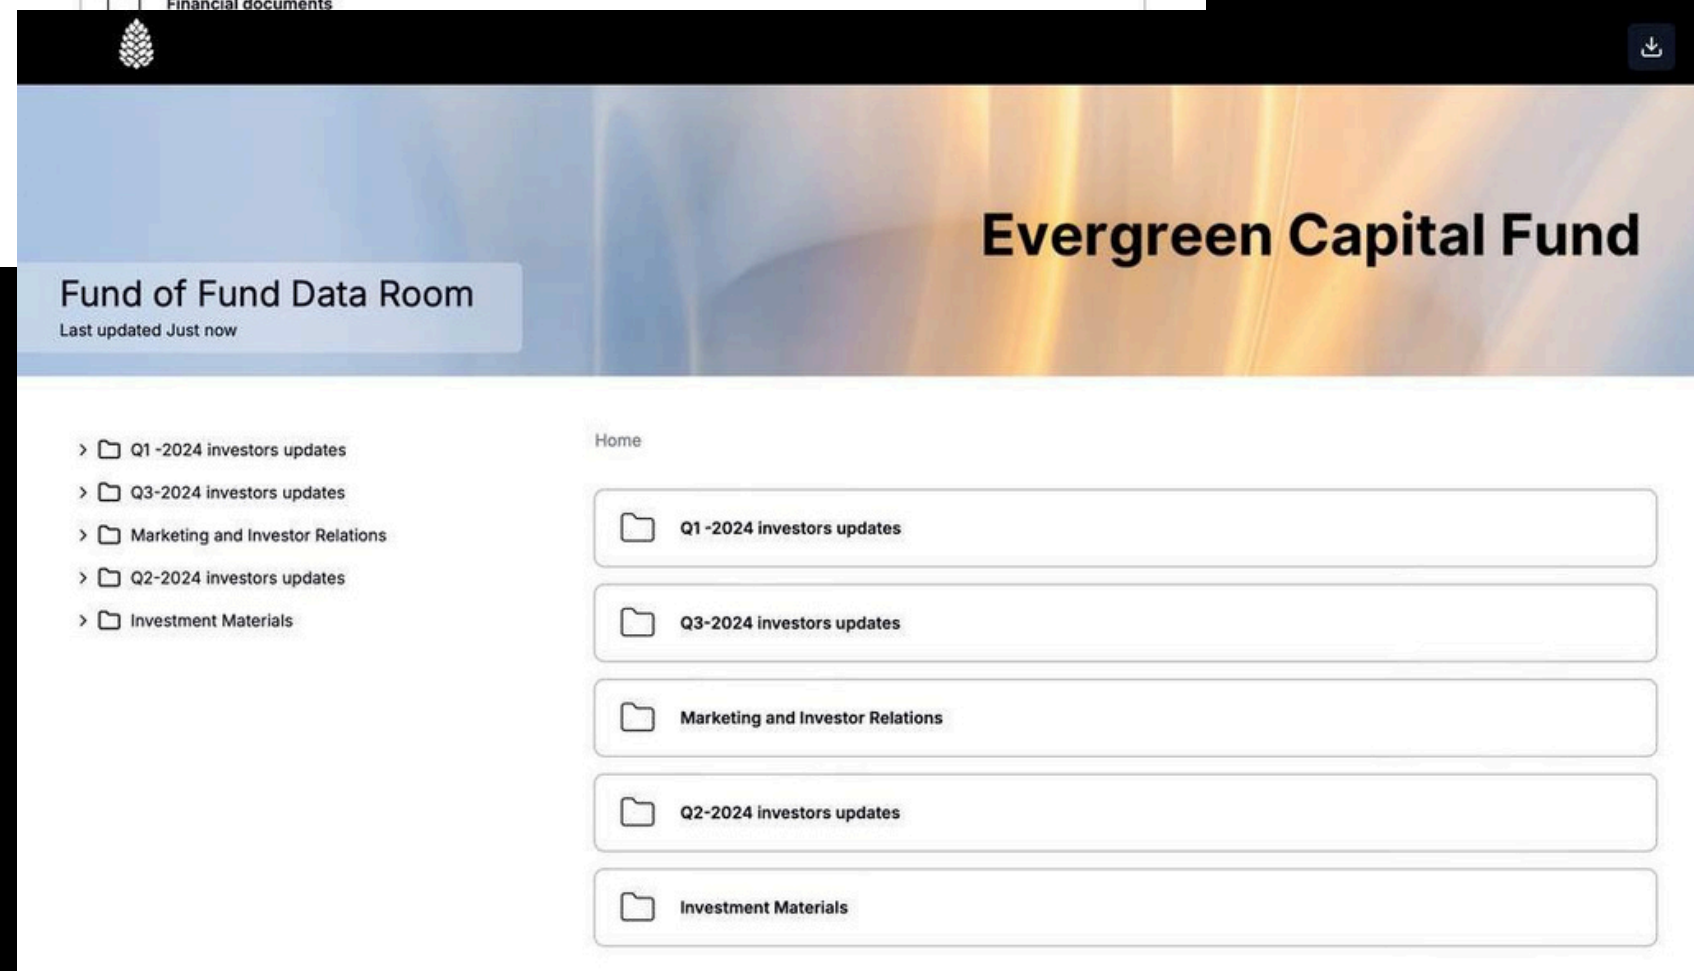 Financial documents
Evergreen Capital Fund
Fund of Fund Data Room
Last updated Just now
Q1 -2024 investors updates
Q3-2024 investors updates
Marketing and Investor Relations
Q2-2024 investors updates
Investment Materials
Home
Q1 -2024 investors updates
Q3-2024 investors updates
Marketing and Investor Relations
Q2-2024 investors updates
Investment Materials